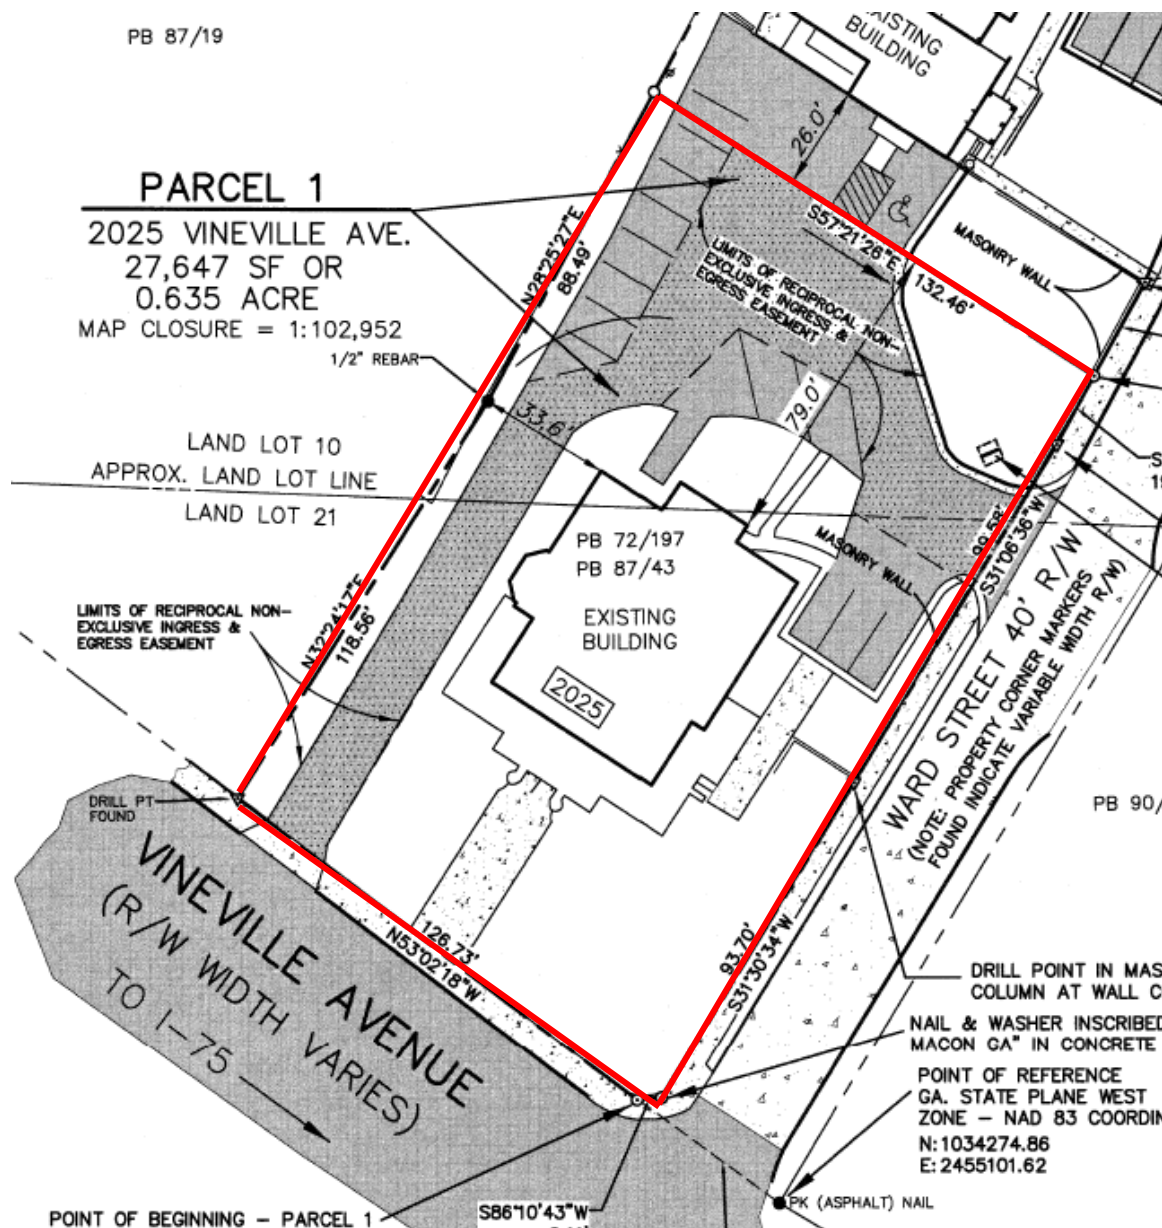 PB 87/19
EXISTING
BUILDING
26.0'
PARCEL 1
2025 VINEVILLE AVE.
27,647 SF OR
0.635 ACRE
MAP CLOSURE = 1:102,952
1/2" REBAR
N28°25'27"E
88.49'
S57°21'26"E
132.46'
MASONRY WALL
LIMITS OF RECIPROCAL NON-
EXCLUSIVE INGRESS &
EGRESS EASEMENT
33.6'
79.0'
LAND LOT 10
APPROX. LAND LOT LINE
LAND LOT 21
PB 72/197
PB 87/43
EXISTING
BUILDING
2025
MASONRY WALL
99.58'
S31°06'36"W
LIMITS OF RECIPROCAL NON-
EXCLUSIVE INGRESS &
EGRESS EASEMENT
N32°24'17"E
118.56'
WARD STREET 40' R/W
(NOTE: PROPERTY CORNER MARKERS
FOUND INDICATE VARIABLE WIDTH R/W)
PB 90/
DRILL PT
FOUND
VINEVILLE AVENUE
(R/W WIDTH VARIES)
TO I-75
126.73'
N53°02'18"W
93.70'
S31°30'34"W
DRILL POINT IN MAS
COLUMN AT WALL C
NAIL & WASHER INSCRIBED
MACON GA" IN CONCRETE
POINT OF REFERENCE
GA. STATE PLANE WEST
ZONE - NAD 83 COORDIN
N:1034274.86
E:2455101.62
PK (ASPHALT) NAIL
S86°10'43"W
POINT OF BEGINNING - PARCEL 1